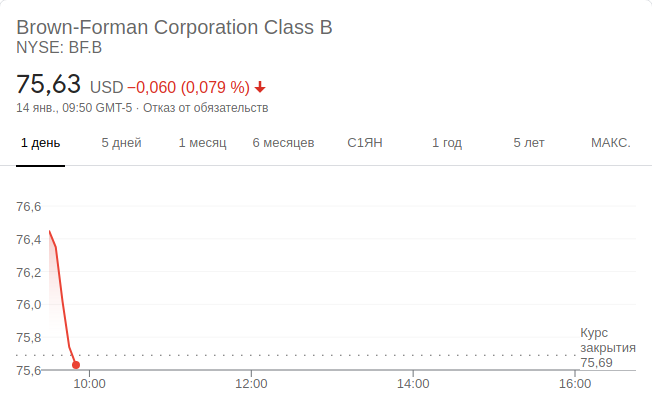 Brown-Forman Corporation Class B
NYSE: BF.B
75,63 USD −0,060 (0,079 %)
14 янв., 09:50 GMT-5 · Отказ от обязательств
1 день 5 дней 1 месяц 6 месяцев С1ЯН 1 год 5 лет МАКС.
76,6
76,4
76,2
76,0
75,8
75,6
Курс
закрытия
75,69
10:00 12:00 14:00 16:00